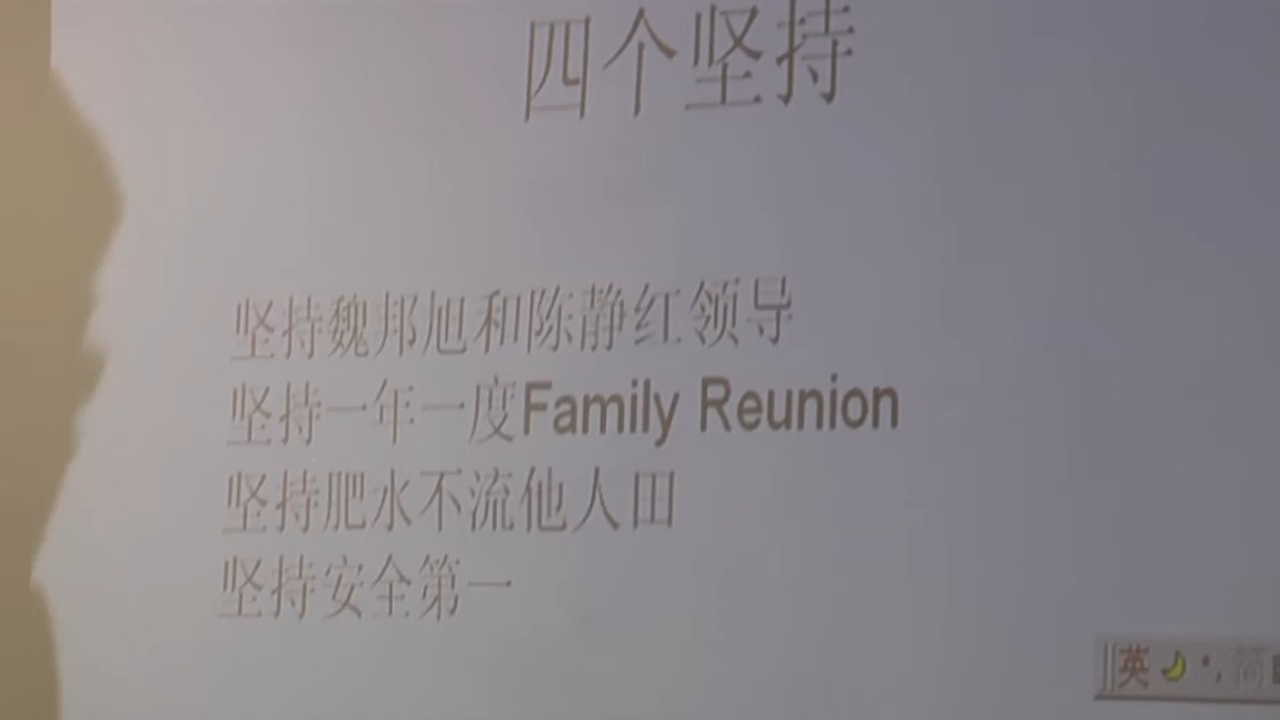 四个坚持
坚持魏邦旭和陈静红领导
坚持一年一度Family Reunion
坚持肥水不流他人田
坚持安全第一
英 简